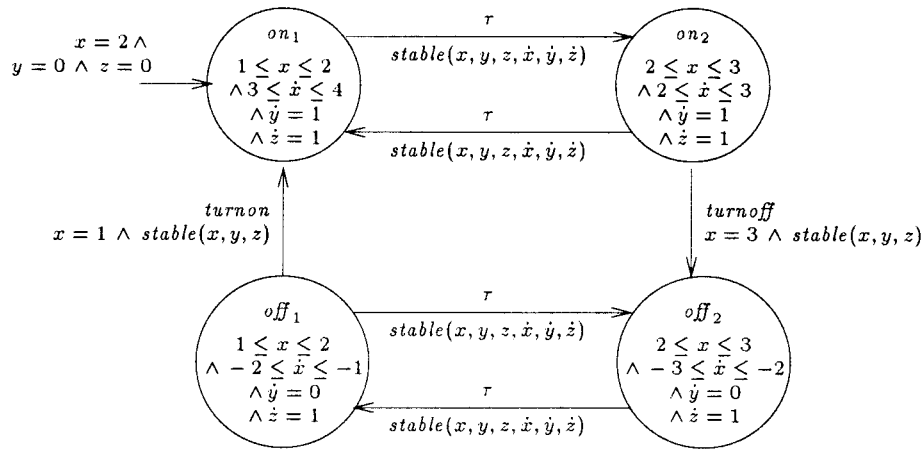 x = 2 ∧
y = 0 ∧ z = 0
on₁
1 ≤ x ≤ 2
∧ 3 ≤ ẋ ≤ 4
∧ ẏ = 1
∧ ż = 1
τ
stable(x, y, z, ẋ, ẏ, ż)
τ
stable(x, y, z, ẋ, ẏ, ż)
on₂
2 ≤ x ≤ 3
∧ 2 ≤ ẋ ≤ 3
∧ ẏ = 1
∧ ż = 1
turnon
x = 1 ∧ stable(x, y, z)
turnoff
x = 3 ∧ stable(x, y, z)
off₁
1 ≤ x ≤ 2
∧ − 2 ≤ ẋ ≤ −1
∧ ẏ = 0
∧ ż = 1
τ
stable(x, y, z, ẋ, ẏ, ż)
τ
stable(x, y, z, ẋ, ẏ, ż)
off₂
2 ≤ x ≤ 3
∧ − 3 ≤ ẋ ≤ −2
∧ ẏ = 0
∧ ż = 1